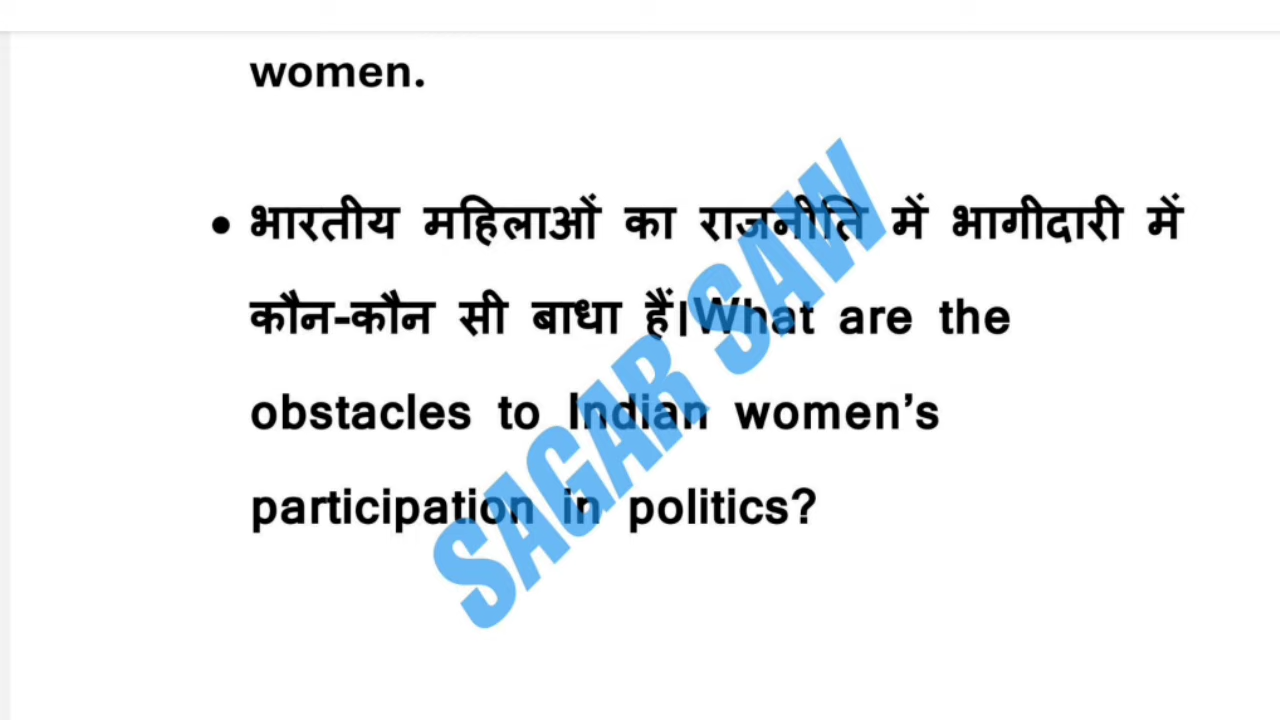 women.
• भारतीय महिलाओं का राजनीति में भागीदारी में
कौन-कौन सी बाधा हैं|What are the
obstacles to Indian women’s
participation in politics?
SAGAR SAW